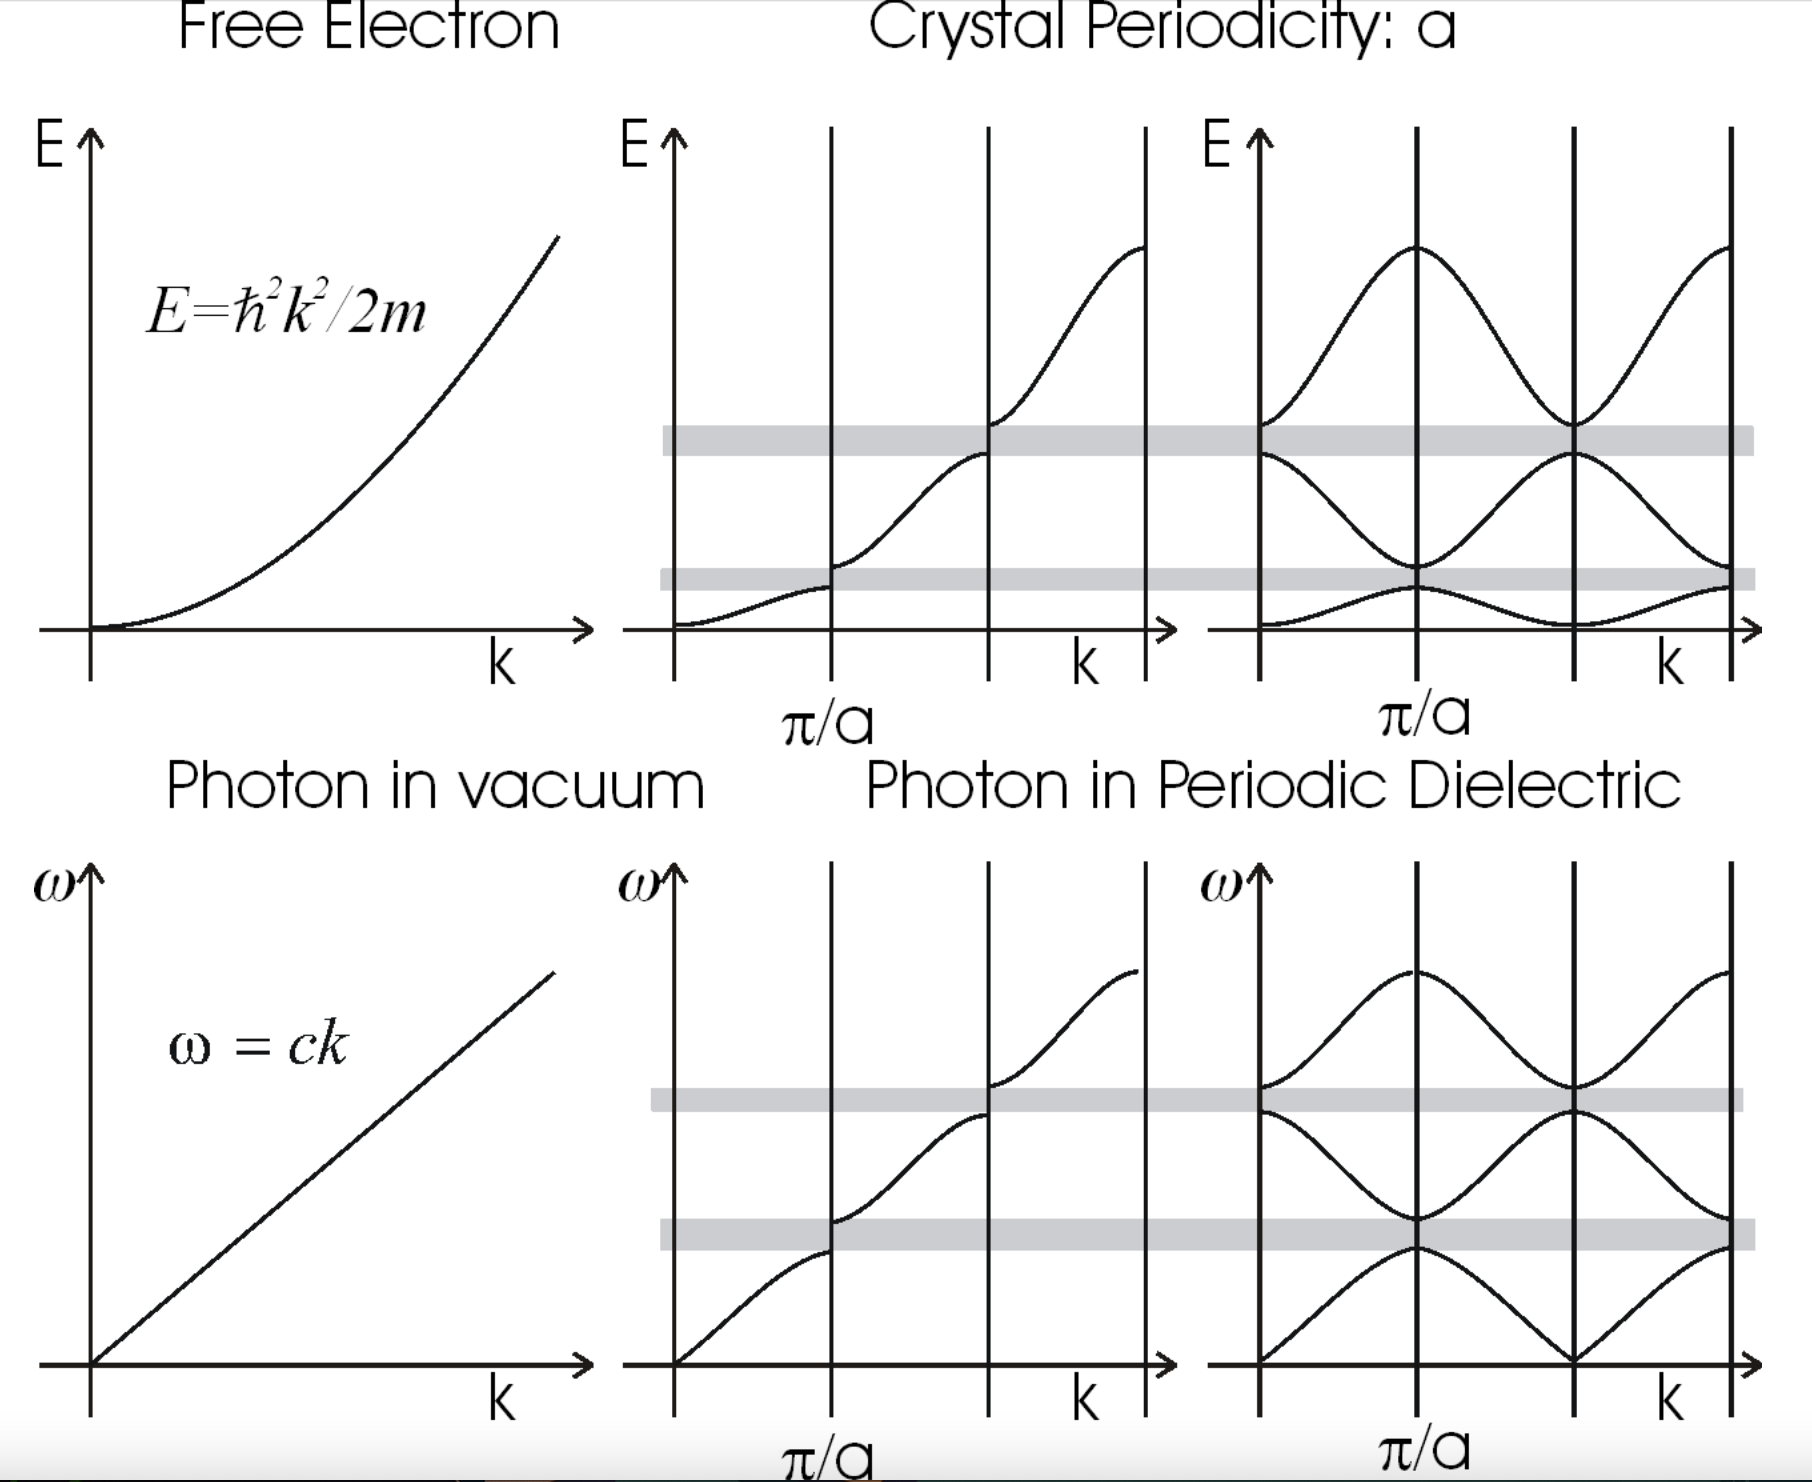 Free Electron
Crystal Periodicity: a
E
E
E
E=ℏ²k²/2m
k
k
k
π/a
π/a
Photon in vacuum
Photon in Periodic Dielectric
ω
ω
ω
ω = ck
k
k
k
π/a
π/a